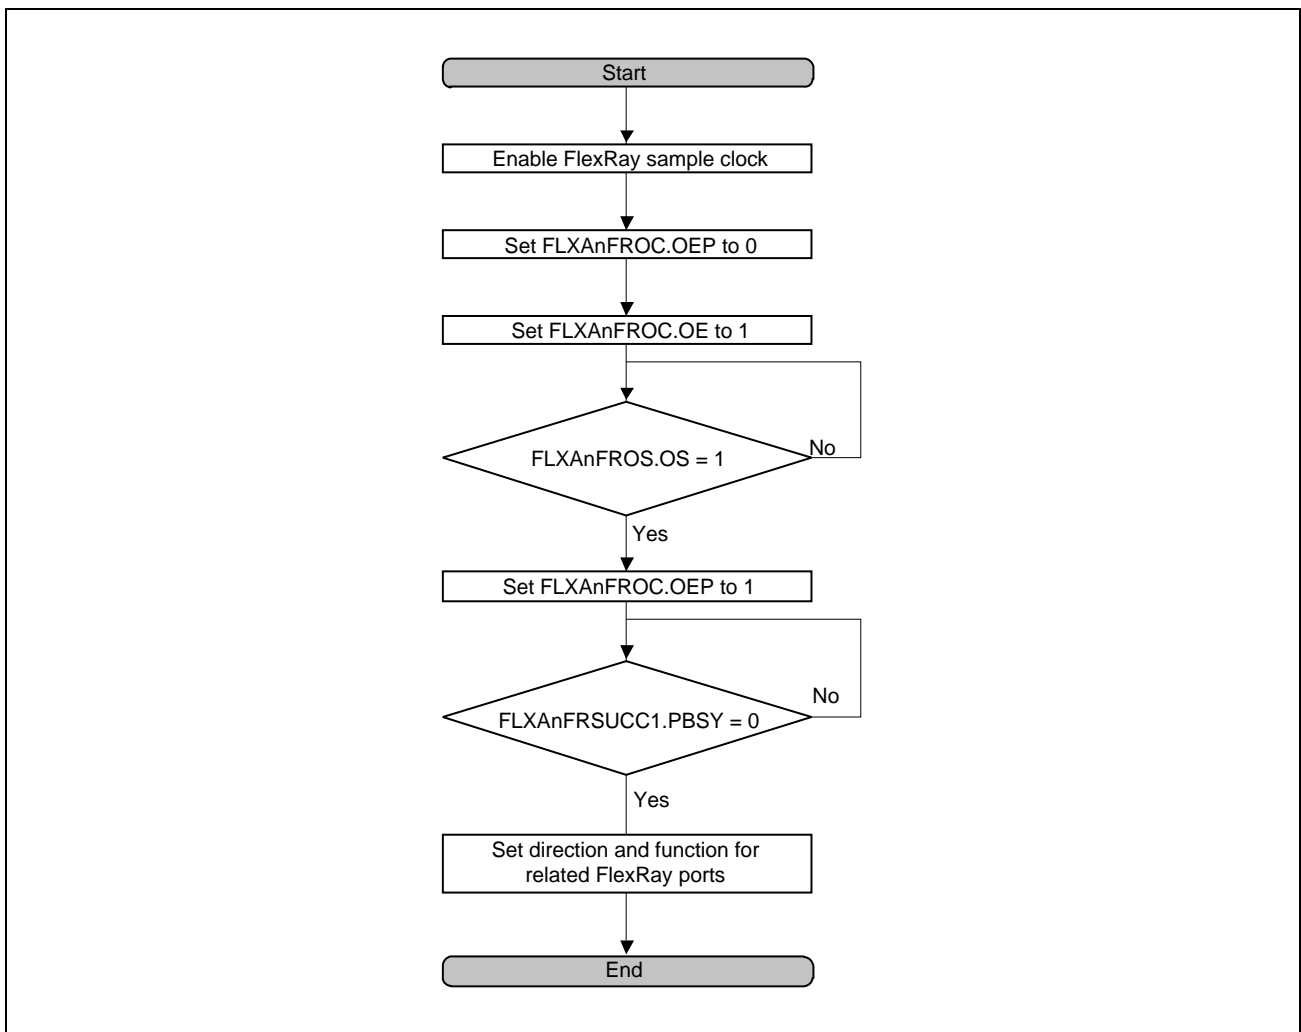 Start
Enable FlexRay sample clock
Set FLXAnFROC.OEP to 0
Set FLXAnFROC.OE to 1
FLXAnFROS.OS = 1
No
Yes
Set FLXAnFROC.OEP to 1
FLXAnFRSUCC1.PBSY = 0
No
Yes
Set direction and function for
related FlexRay ports
End